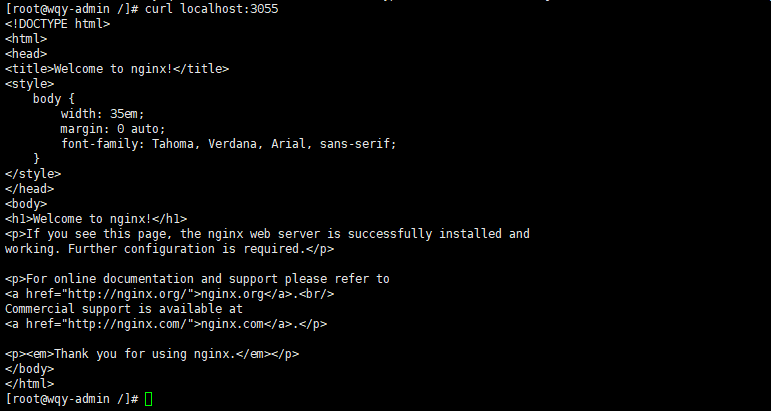 [root@wqy-admin /]# curl localhost:3055
<!DOCTYPE html>
<html>
<head>
<title>Welcome to nginx!</title>
<style>
    body {
        width: 35em;
        margin: 0 auto;
        font-family: Tahoma, Verdana, Arial, sans-serif;
    }
</style>
</head>
<body>
<h1>Welcome to nginx!</h1>
<p>If you see this page, the nginx web server is successfully installed and
working. Further configuration is required.</p>

<p>For online documentation and support please refer to
<a href="http://nginx.org/">nginx.org</a>.<br/>
Commercial support is available at
<a href="http://nginx.com/">nginx.com</a>.</p>

<p><em>Thank you for using nginx.</em></p>
</body>
</html>
[root@wqy-admin /]#